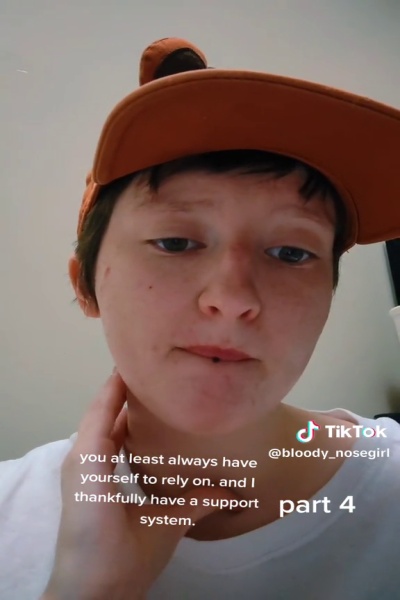 TikTok
@bloody_nosegirl
you at least always have
yourself to rely on. and I
thankfully have a support
system.
part 4